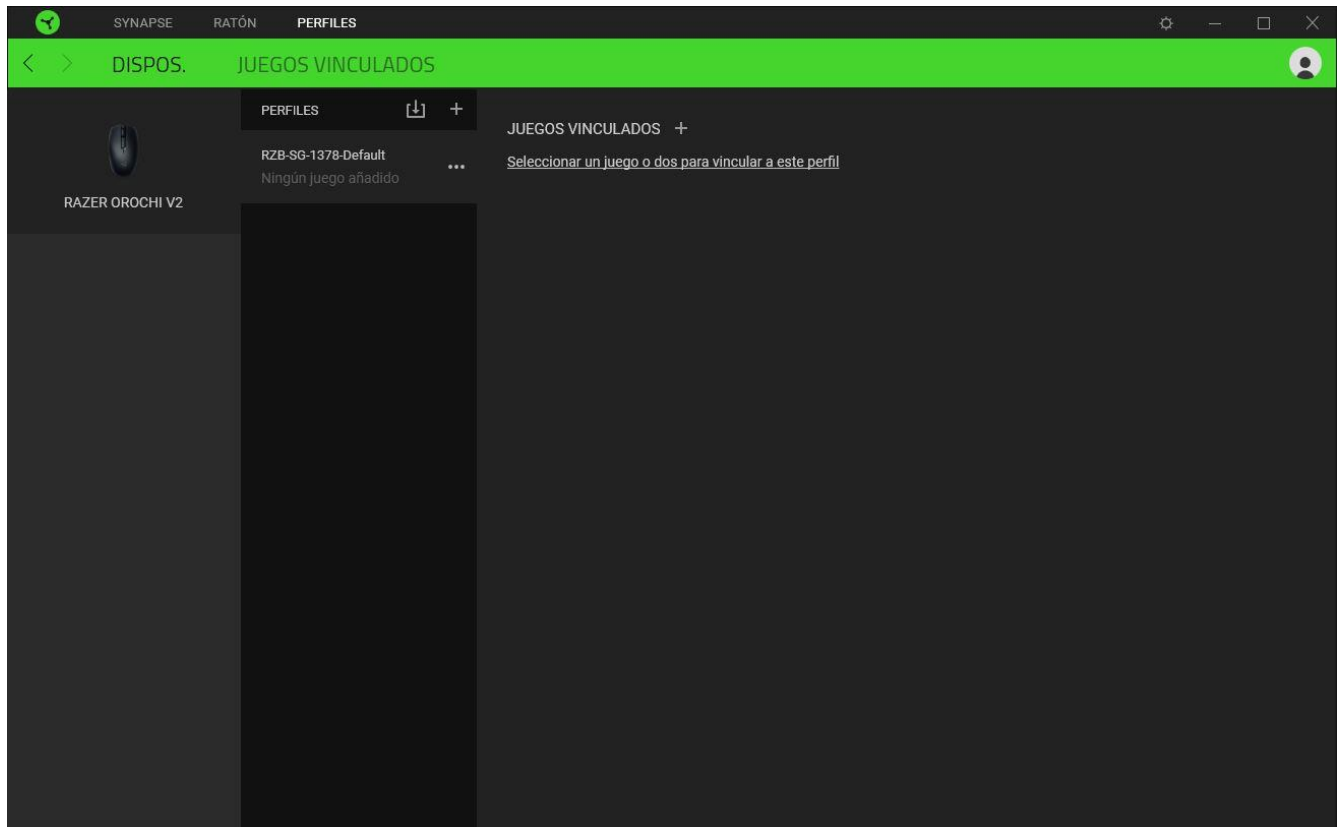 SYNAPSE RATÓN PERFILES
DISPOS. JUEGOS VINCULADOS
RAZER OROCHI V2
PERFILES
RZB-SG-1378-Default
Ningún juego añadido
JUEGOS VINCULADOS
Seleccionar un juego o dos para vincular a este perfil